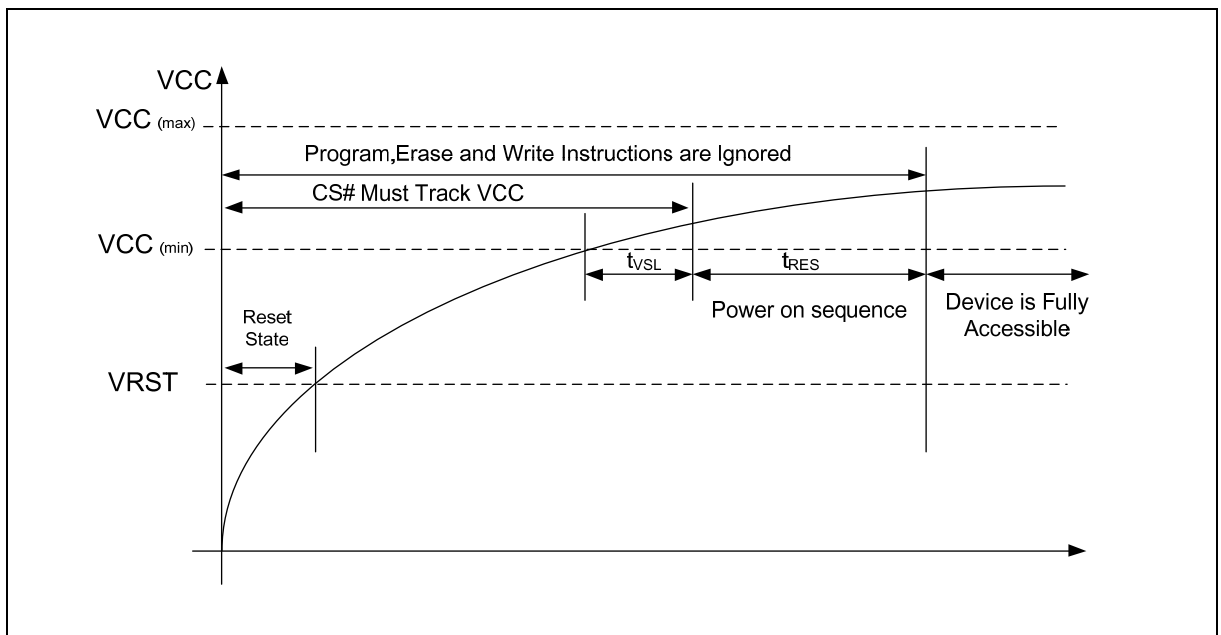 VCC
VCC (max)
Program,Erase and Write Instructions are Ignored
CS# Must Track VCC
VCC (min)
tVSL
tRES
Power on sequence
Device is Fully
Accessible
Reset
State
VRST